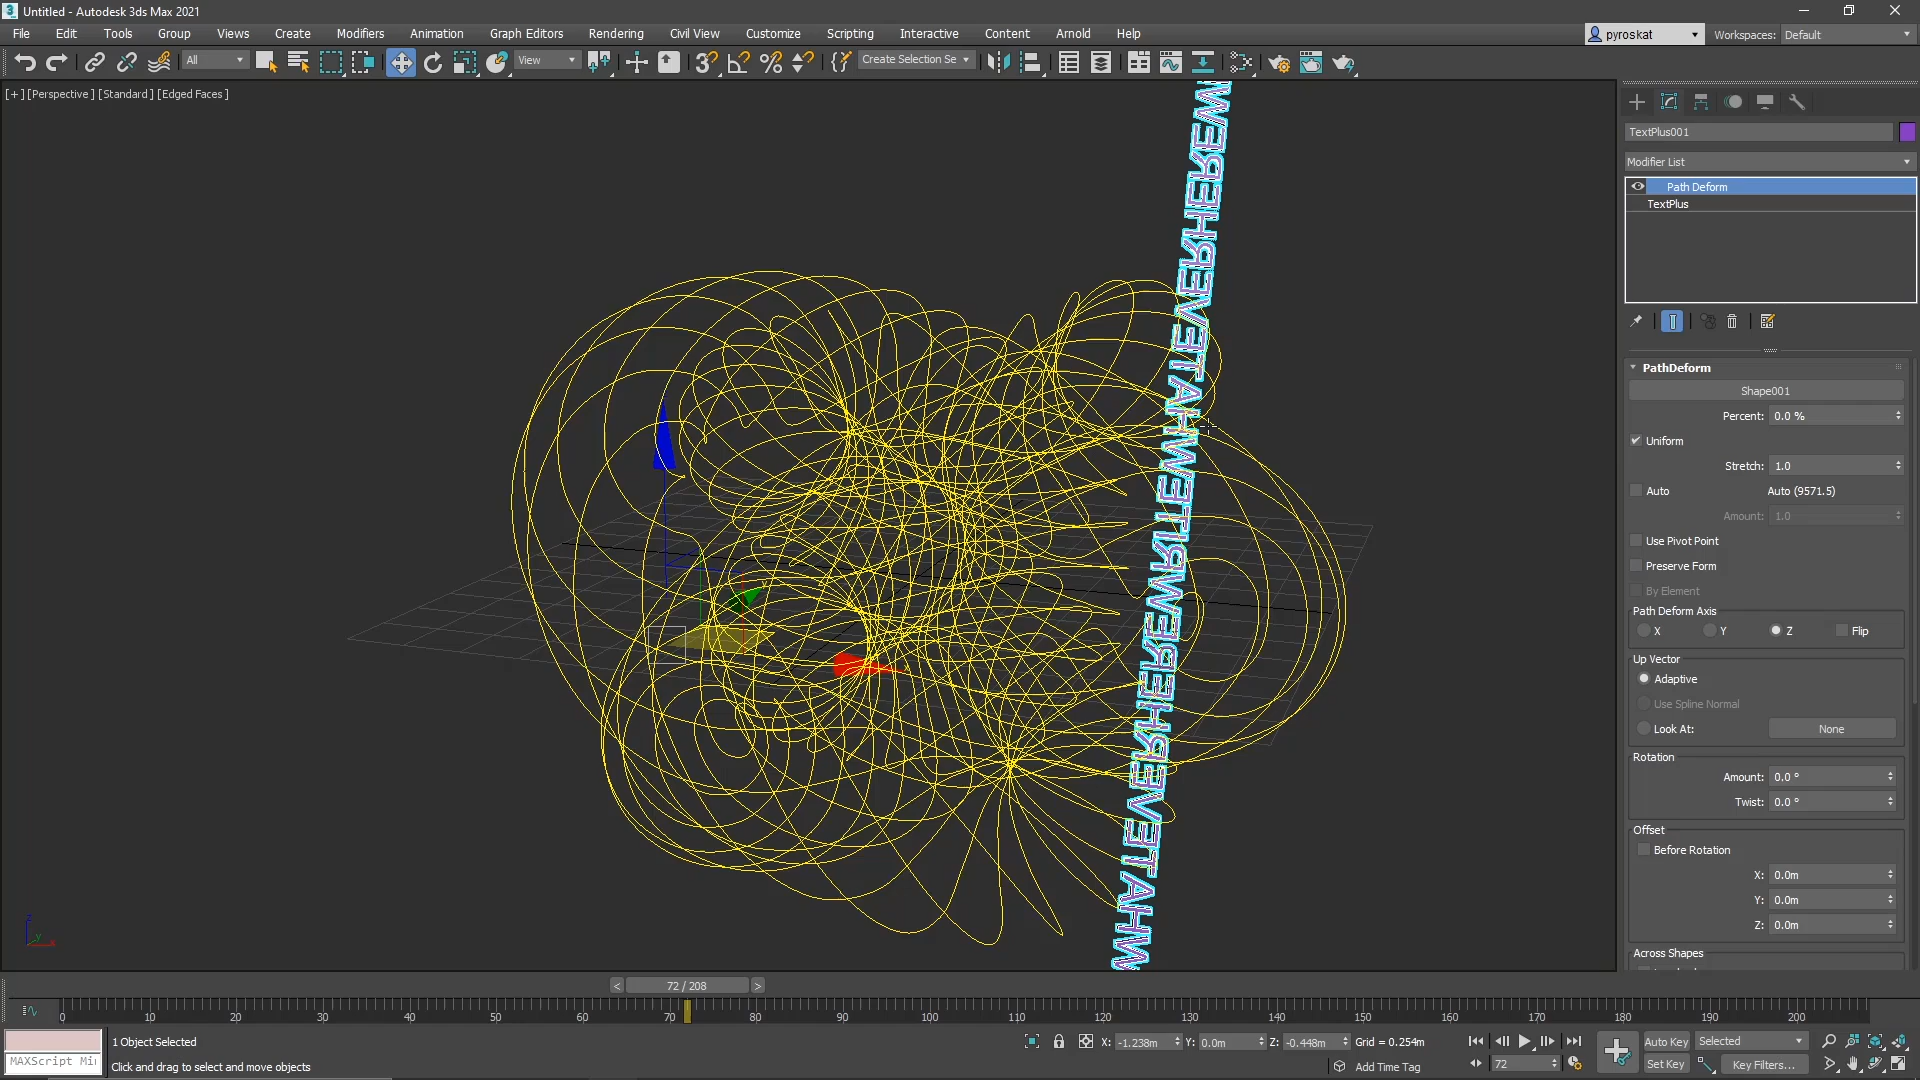 Untitled - Autodesk 3ds Max 2021
File Edit Tools Group Views Create Modifiers Animation Graph Editors Rendering Civil View Customize Scripting Interactive Content Arnold Help
pyroskat Workspaces: Default
All View Create Selection Se
[+] [Perspective] [Standard] [Edged Faces]
TextPlus001
Modifier List
Path Deform
TextPlus
PathDeform
Shape001
Percent: 0.0 %
Uniform
Stretch: 1.0
Auto Auto (9571.5)
Amount: 1.0
Use Pivot Point
Preserve Form
By Element
Path Deform Axis
X Y Z Flip
Up Vector
Adaptive
Use Spline Normal
Look At: None
Rotation
Amount: 0.0 °
Twist: 0.0 °
Offset
Before Rotation
X: 0.0m
Y: 0.0m
Z: 0.0m
Across Shapes
z
y
x
< 72 / 208 >
0 10 20 30 40 50 60 70 80 90 100 110 120 130 140 150 160 170 180 190 200
1 Object Selected X: -1.238m Y: 0.0m Z: -0.448m Grid = 0.254m Auto Key Selected
MAXScript Mi Click and drag to select and move objects Add Time Tag 72 Set Key Key Filters...